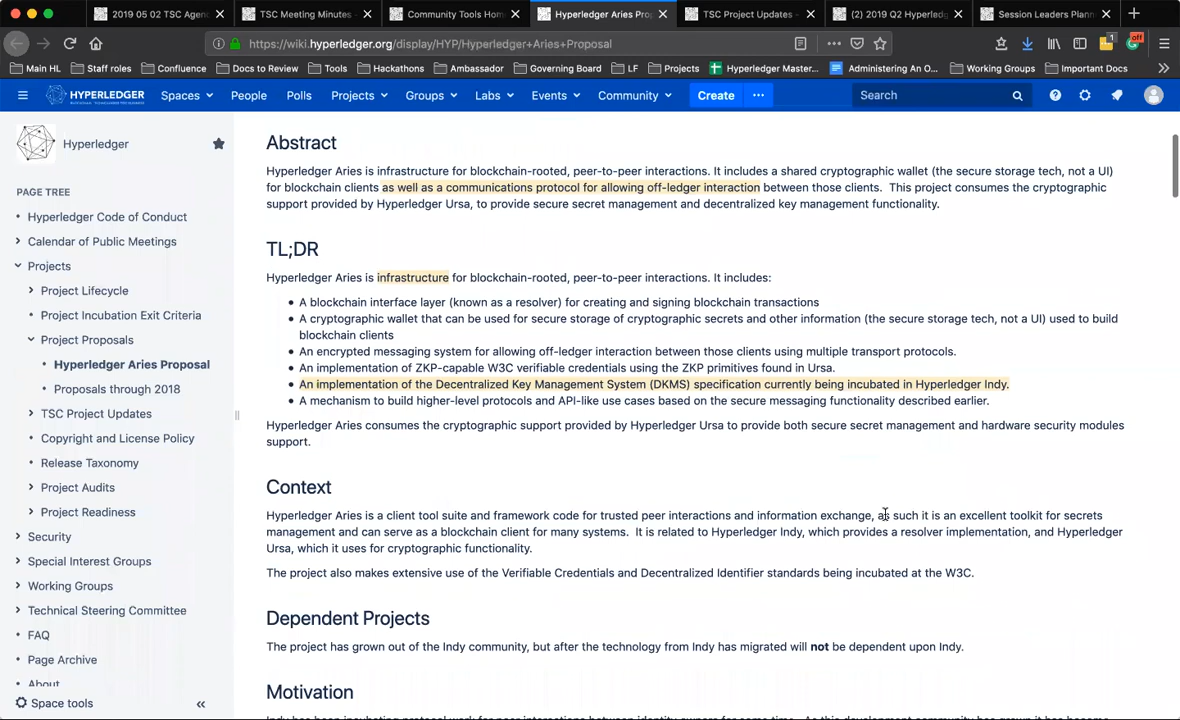 2019 05 02 TSC Agen
TSC Meeting Minutes -
Community Tools Hom
Hyperledger Aries Pro
TSC Project Updates -
(2) 2019 Q2 Hyperled
Session Leaders Plann
https://wiki.hyperledger.org/display/HYP/Hyperledger+Aries+Proposal
1
off
Main HL
Staff roles
Confluence
Docs to Review
Tools
Hackathons
Ambassador
Governing Board
LF
Projects
Hyperledger Master...
Administering An O...
Working Groups
Important Docs
HYPERLEDGER
Spaces
People
Polls
Projects
Groups
Labs
Events
Community
Create
Search
Hyperledger
PAGE TREE
Hyperledger Code of Conduct
Calendar of Public Meetings
Projects
Project Lifecycle
Project Incubation Exit Criteria
Project Proposals
Hyperledger Aries Proposal
Proposals through 2018
TSC Project Updates
Copyright and License Policy
Release Taxonomy
Project Audits
Project Readiness
Security
Special Interest Groups
Working Groups
Technical Steering Committee
FAQ
Page Archive
About
Space tools
Abstract
Hyperledger Aries is infrastructure for blockchain-rooted, peer-to-peer interactions. It includes a shared cryptographic wallet (the secure storage tech, not a UI)
for blockchain clients as well as a communications protocol for allowing off-ledger interaction between those clients. This project consumes the cryptographic
support provided by Hyperledger Ursa, to provide secure secret management and decentralized key management functionality.
TL;DR
Hyperledger Aries is infrastructure for blockchain-rooted, peer-to-peer interactions. It includes:
• A blockchain interface layer (known as a resolver) for creating and signing blockchain transactions
• A cryptographic wallet that can be used for secure storage of cryptographic secrets and other information (the secure storage tech, not a UI) used to build
blockchain clients
• An encrypted messaging system for allowing off-ledger interaction between those clients using multiple transport protocols.
• An implementation of ZKP-capable W3C verifiable credentials using the ZKP primitives found in Ursa.
• An implementation of the Decentralized Key Management System (DKMS) specification currently being incubated in Hyperledger Indy.
• A mechanism to build higher-level protocols and API-like use cases based on the secure messaging functionality described earlier.
Hyperledger Aries consumes the cryptographic support provided by Hyperledger Ursa to provide both secure secret management and hardware security modules
support.
Context
Hyperledger Aries is a client tool suite and framework code for trusted peer interactions and information exchange, as such it is an excellent toolkit for secrets
management and can serve as a blockchain client for many systems. It is related to Hyperledger Indy, which provides a resolver implementation, and Hyperledger
Ursa, which it uses for cryptographic functionality.
The project also makes extensive use of the Verifiable Credentials and Decentralized Identifier standards being incubated at the W3C.
Dependent Projects
The project has grown out of the Indy community, but after the technology from Indy has migrated will not be dependent upon Indy.
Motivation